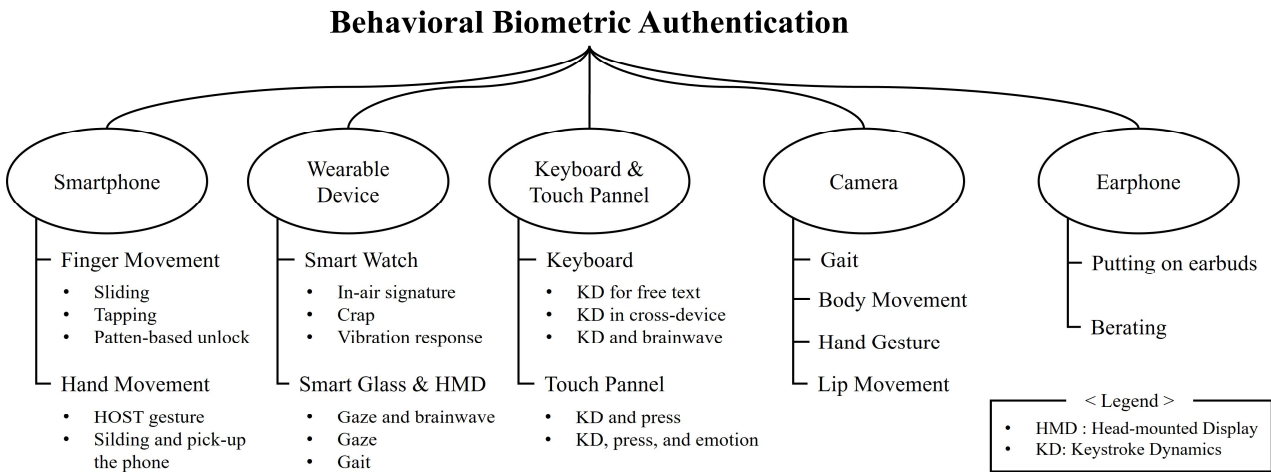 Behavioral Biometric Authentication
Smartphone
Finger Movement
• Sliding
• Tapping
• Patten-based unlock
Hand Movement
• HOST gesture
• Silding and pick-up
the phone
Wearable
Device
Smart Watch
• In-air signature
• Crap
• Vibration response
Smart Glass & HMD
• Gaze and brainwave
• Gaze
• Gait
Keyboard &
Touch Pannel
Keyboard
• KD for free text
• KD in cross-device
• KD and brainwave
Touch Pannel
• KD and press
• KD, press, and emotion
Camera
Gait
Body Movement
Hand Gesture
Lip Movement
Earphone
Putting on earbuds
Berating
< Legend >
• HMD : Head-mounted Display
• KD: Keystroke Dynamics